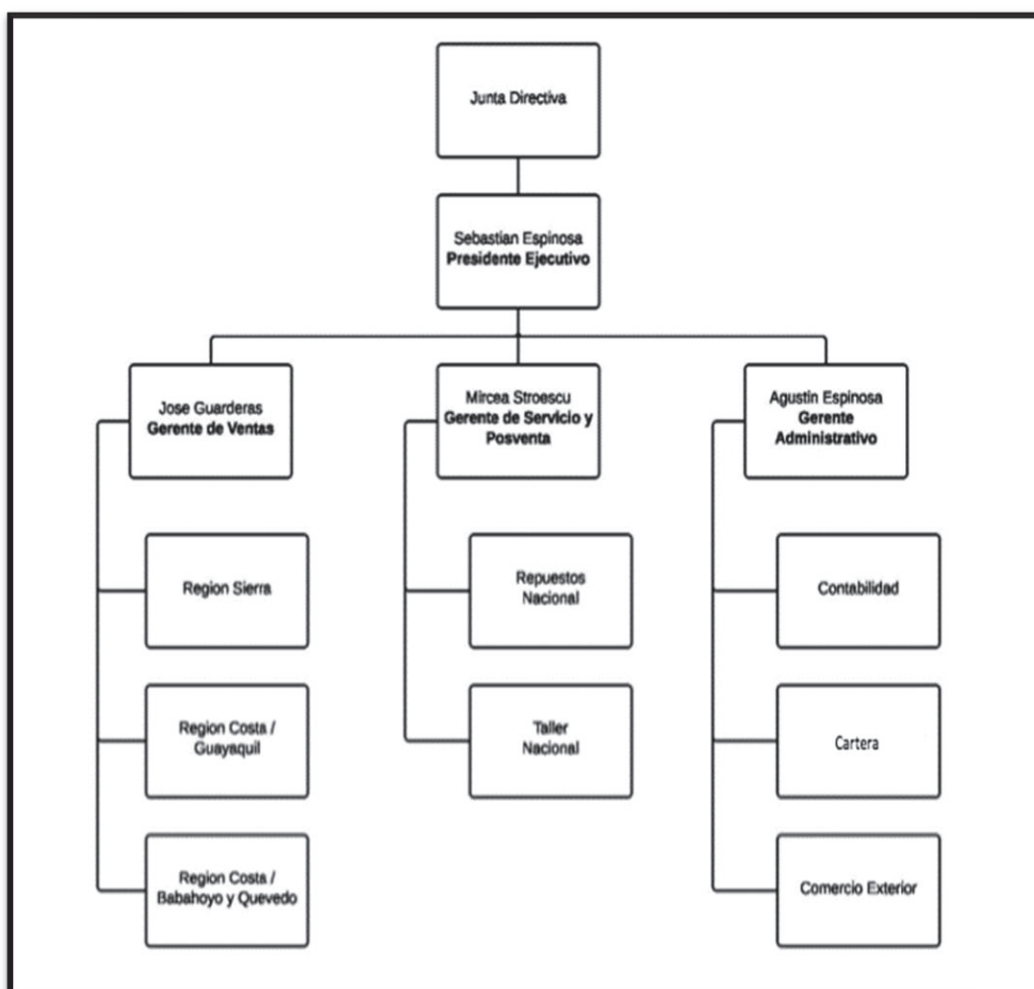 Junta Directiva
Sebastian Espinosa
Presidente Ejecutivo
Jose Guarderas
Gerente de Ventas
Mircea Stroescu
Gerente de Servicio y
Posventa
Agustin Espinosa
Gerente
Administrativo
Region Sierra
Repuestos
Nacional
Contabilidad
Region Costa /
Guayaquil
Taller
Nacional
Cartera
Region Costa /
Babahoyo y Quevedo
Comercio Exterior